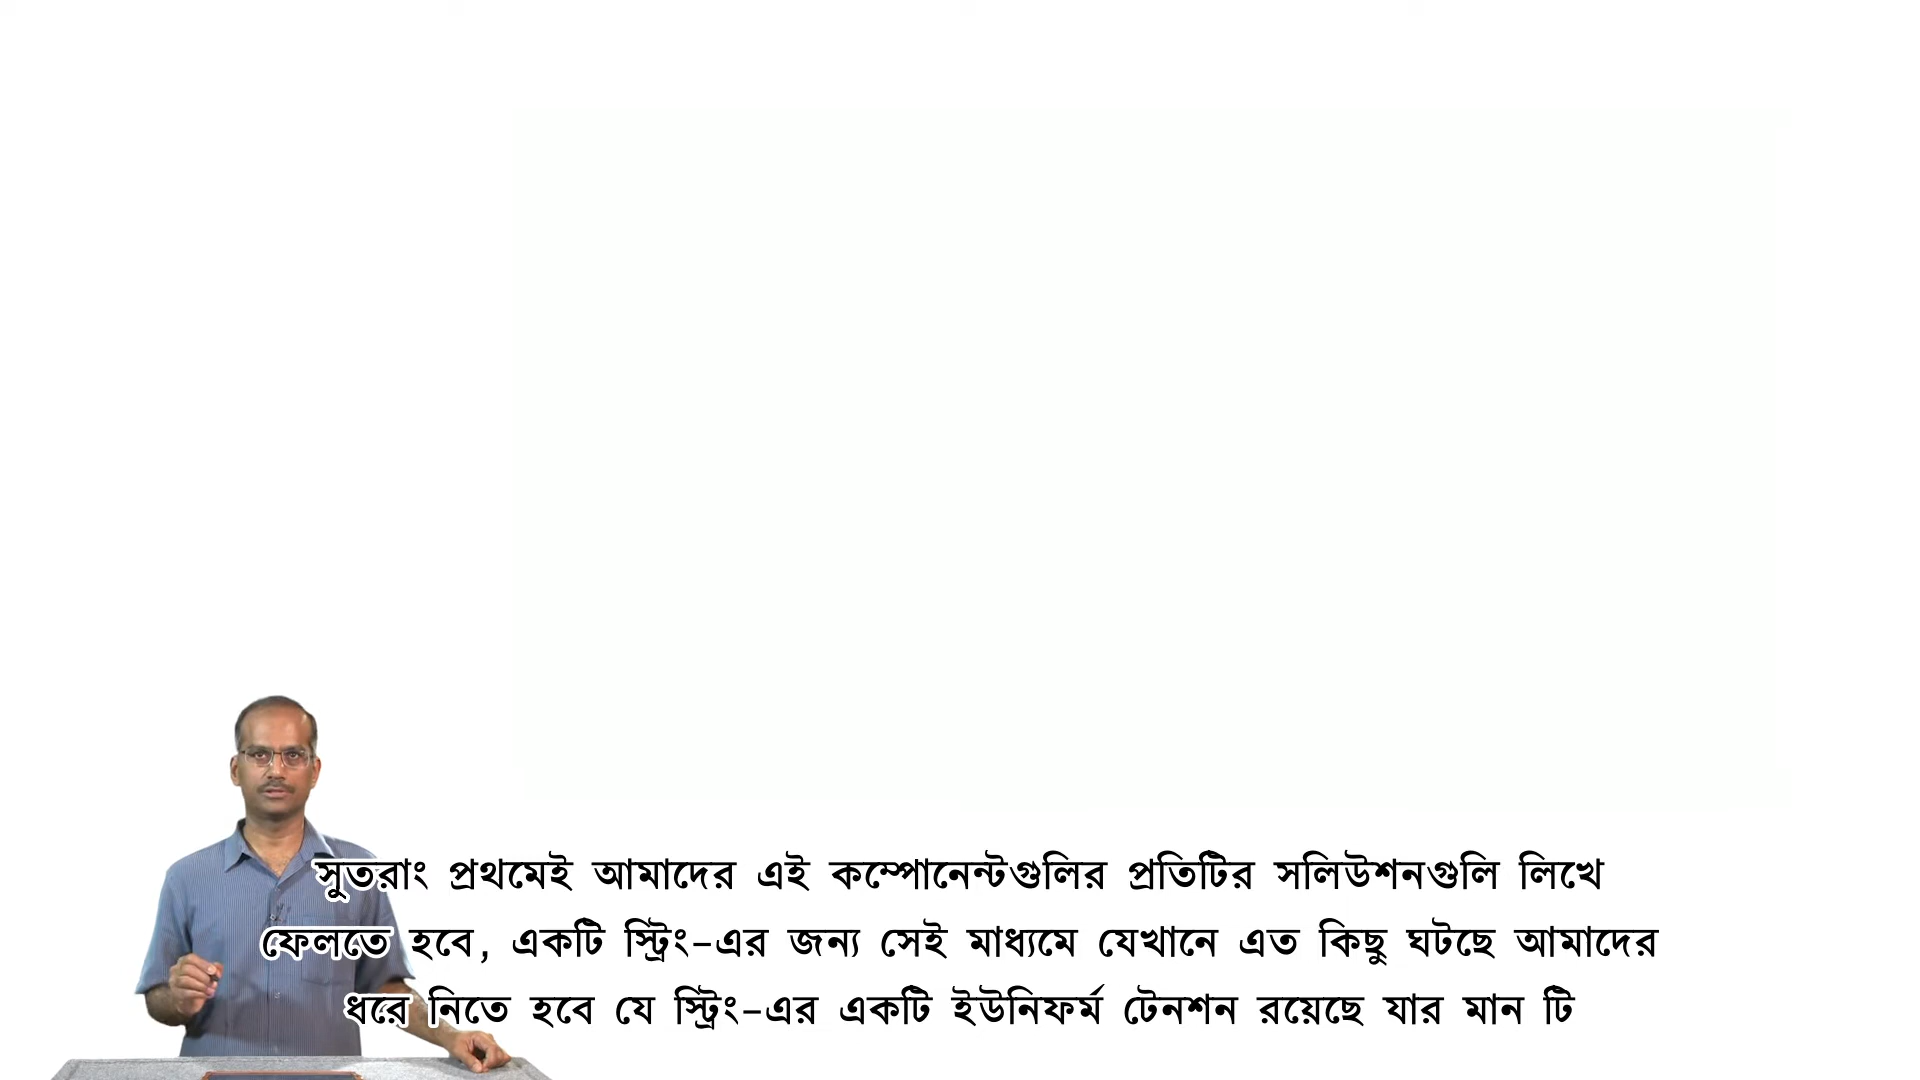 সুতরাং প্রথমেই আমাদের এই কম্পোনেন্টগুলির প্রতিটির সলিউশনগুলি লিখে
ফেলতে হবে, একটি স্ট্রিং-এর জন্য সেই মাধ্যমে যেখানে এত কিছু ঘটছে আমাদের
ধরে নিতে হবে যে স্ট্রিং-এর একটি ইউনিফর্ম টেনশন রয়েছে যার মান টি